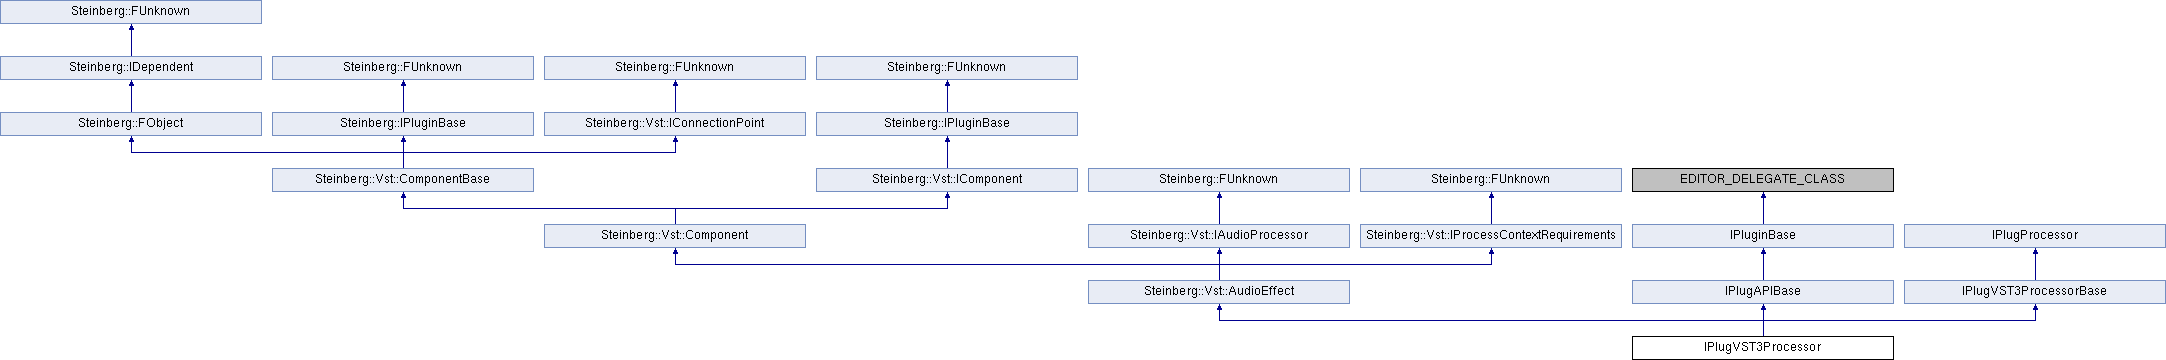 Steinberg::FUnknown
Steinberg::IDependent
Steinberg::FUnknown
Steinberg::FUnknown
Steinberg::FUnknown
Steinberg::FObject
Steinberg::IPluginBase
Steinberg::Vst::IConnectionPoint
Steinberg::IPluginBase
Steinberg::Vst::ComponentBase
Steinberg::Vst::IComponent
Steinberg::FUnknown
Steinberg::FUnknown
EDITOR_DELEGATE_CLASS
Steinberg::Vst::Component
Steinberg::Vst::IAudioProcessor
Steinberg::Vst::IProcessContextRequirements
IPluginBase
IPlugProcessor
Steinberg::Vst::AudioEffect
IPlugAPIBase
IPlugVST3ProcessorBase
IPlugVST3Processor